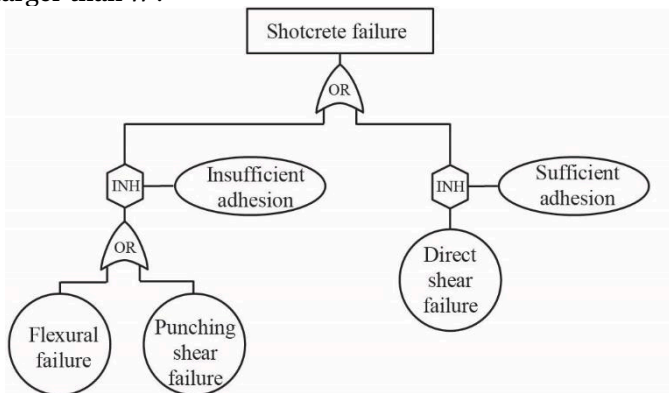 Shotcrete failure
OR
INH
Insufficient
adhesion
INH
Sufficient
adhesion
OR
Direct
shear
failure
Flexural
failure
Punching
shear
failure